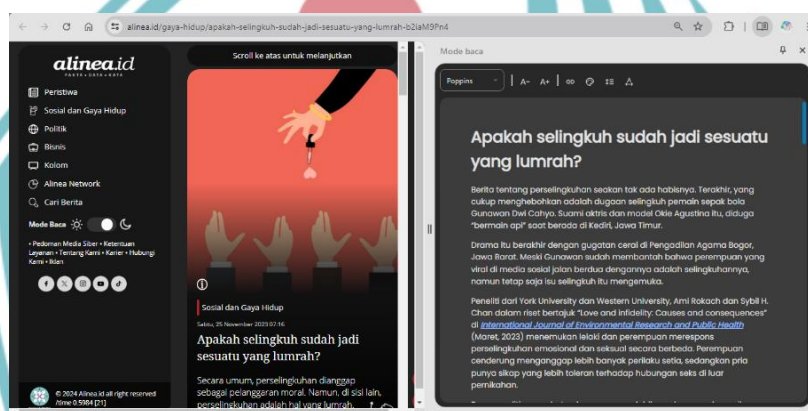 alinea.id/gaya-hidup/apakah-selingkuh-sudah-jadi-sesuatu-yang-lumrah-b2iaM9Pn4
alinea.id
FAKTA • DATA • KATA
Peristiwa
Sosial dan Gaya Hidup
Politik
Bisnis
Kolom
Alinea Network
Cari Berita
Mode Baca
• Pedoman Media Siber • Ketentuan
Layanan • Tentang Kami • Karier • Hubungi
Kami • Iklan
© 2024 Alinea.id all right reserved
/time 0.5984 [21]
Scroll ke atas untuk melanjutkan
Sosial dan Gaya Hidup
Sabtu, 25 November 2023 07:16
Apakah selingkuh sudah jadi
sesuatu yang lumrah?
Secara umum, perselingkuhan dianggap
sebagai pelanggaran moral. Namun, di sisi lain,
perselingkuhan adalah hal yang lumrah.
Mode baca
Poppins
A-
A+
Apakah selingkuh sudah jadi sesuatu
yang lumrah?
Berita tentang perselingkuhan seakan tak ada habisnya. Terakhir, yang
cukup menghebohkan adalah dugaan selingkuh pemain sepak bola
Gunawan Dwi Cahyo. Suami aktris dan model Okie Agustina itu, diduga
"bermain api" saat berada di Kediri, Jawa Timur.
Drama itu berakhir dengan gugatan cerai di Pengadilan Agama Bogor,
Jawa Barat. Meski Gunawan sudah membantah bahwa perempuan yang
viral di media sosial jalan berdua dengannya adalah selingkuhannya,
namun tetap saja isu selingkuh itu mengemuka.
Peneliti dari York University dan Western University, Ami Rokach dan Sybil H.
Chan dalam riset bertajuk "Love and infidelity: Causes and consequences"
di International Journal of Environmental Research and Public Health
(Maret, 2023) menemukan lelaki dan perempuan merespons
perselingkuhan emosional dan seksual secara berbeda. Perempuan
cenderung menganggap lebih banyak perilaku setia, sedangkan pria
punya sikap yang lebih toleran terhadap hubungan seks di luar
pernikahan.